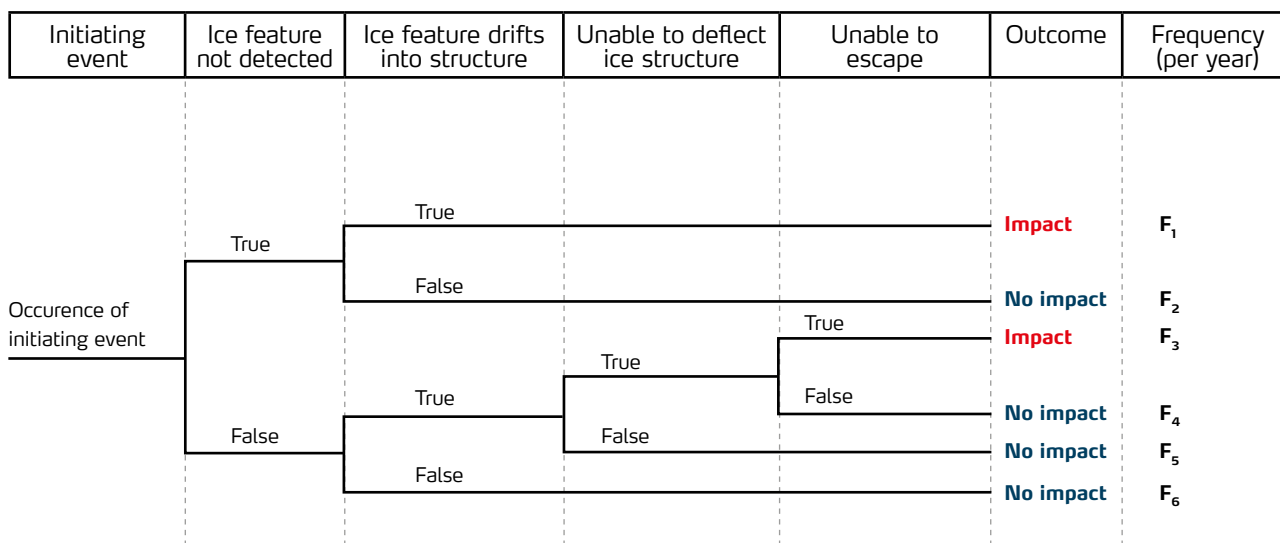 Initiating
event
Ice feature
not detected
Ice feature drifts
into structure
Unable to deflect
ice structure
Unable to
escape
Outcome
Frequency
(per year)
True
Impact
F₁
True
False
No impact
F₂
Occurence of
initiating event
True
Impact
F₃
True
True
False
No impact
F₄
False
False
No impact
F₅
False
No impact
F₆